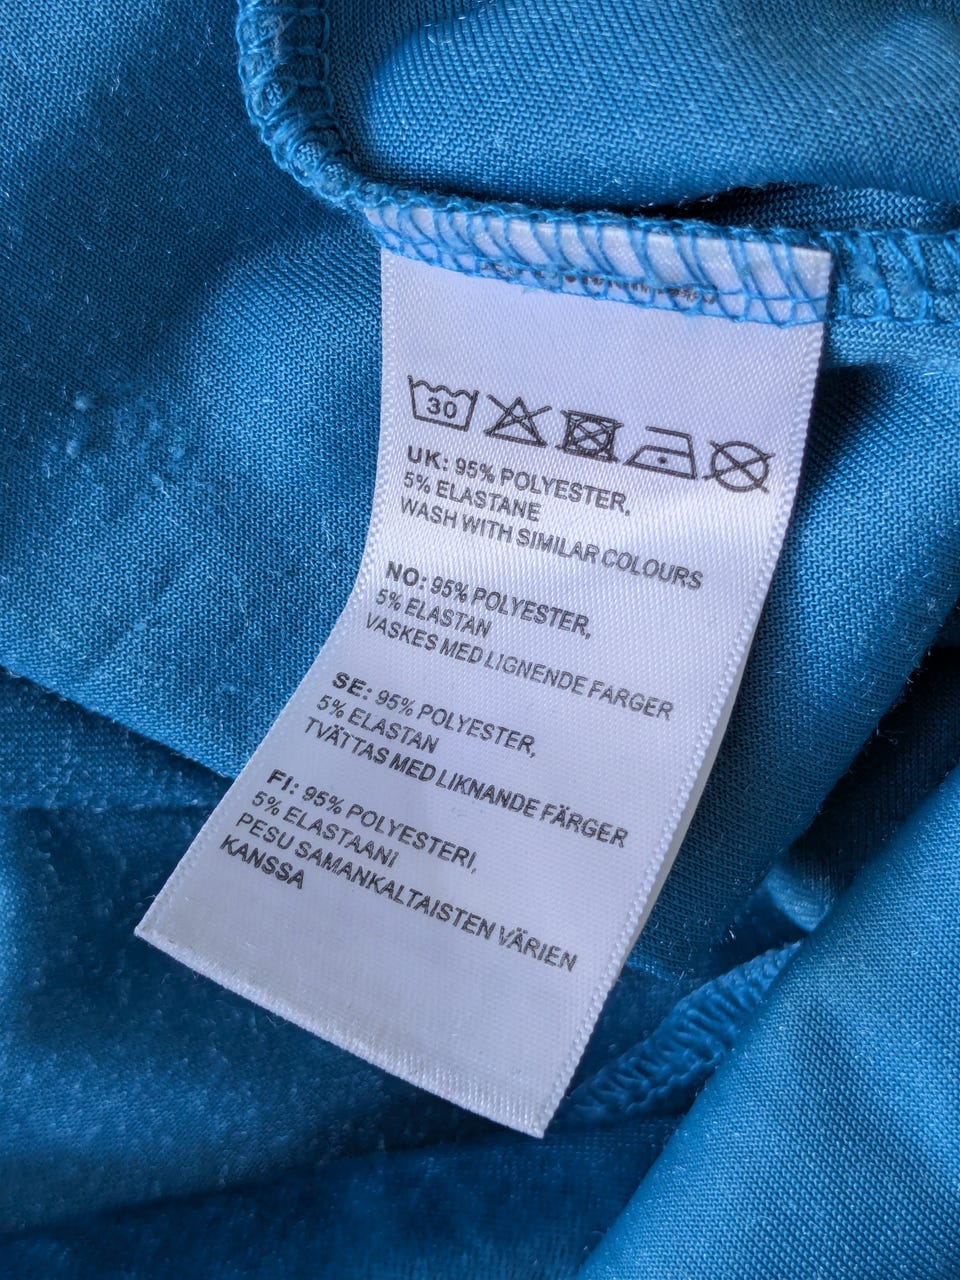 30
UK: 95% POLYESTER,
5% ELASTANE
WASH WITH SIMILAR COLOURS
NO: 95% POLYESTER,
5% ELASTAN
VASKES MED LIGNENDE FARGER
SE: 95% POLYESTER,
5% ELASTAN
TVÄTTAS MED LIKNANDE FÄRGER
FI: 95% POLYESTERI,
5% ELASTAANI
PESU SAMANKALTAISTEN VÄRIEN
KANSSA